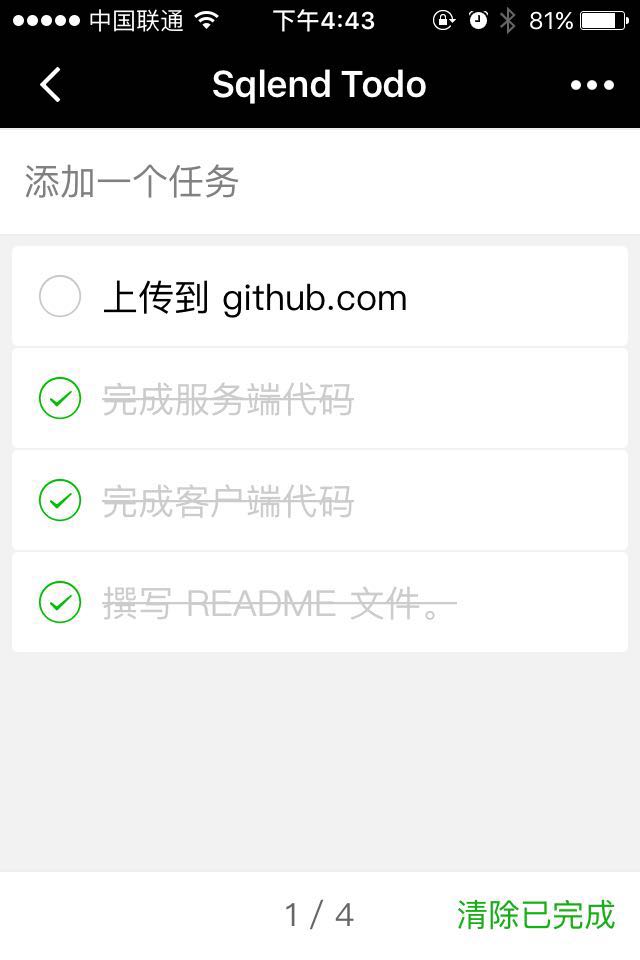 中国联通 下午4:43 81%
Sqlend Todo
添加一个任务
上传到 github.com
完成服务端代码
完成客户端代码
撰写 README 文件。
1 / 4 清除已完成